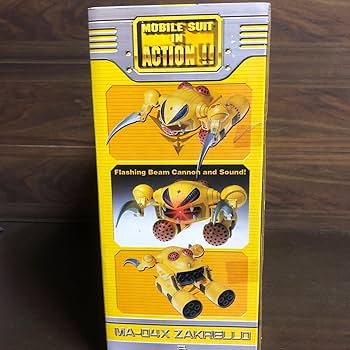 MOBILE SUIT
IN
ACTION!!
Flashing Beam Cannon and Sound!
MA-04X ZAKRELLO